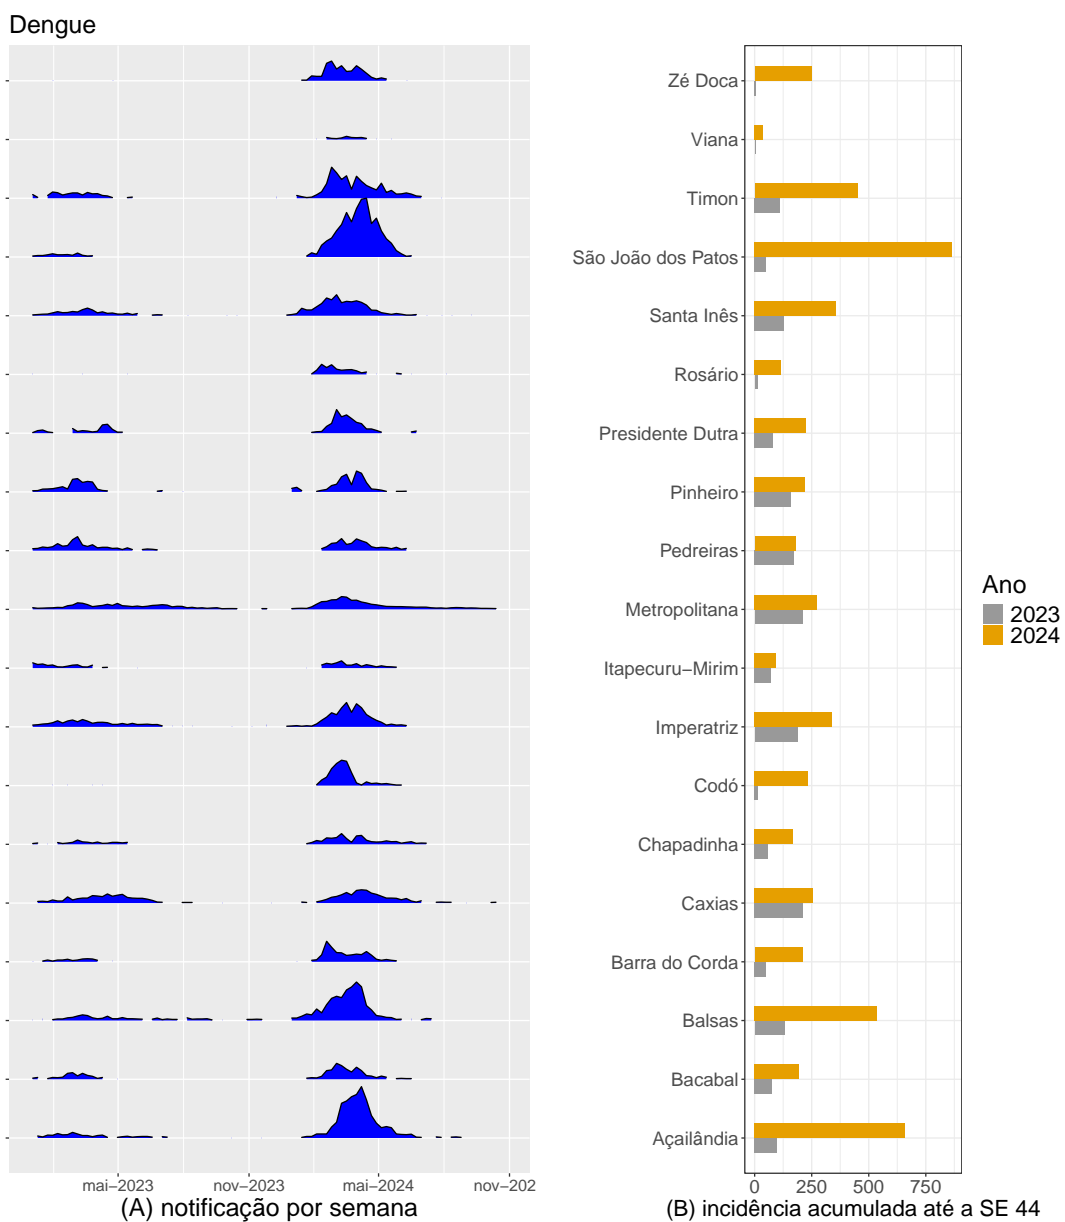 Dengue
Zé Doca
Viana
Timon
São João dos Patos
Santa Inês
Rosário
Presidente Dutra
Pinheiro
Pedreiras
Metropolitana
Itapecuru−Mirim
Imperatriz
Codó
Chapadinha
Caxias
Barra do Corda
Balsas
Bacabal
Açailândia
Ano
2023
2024
mai−2023 nov−2023 mai−2024 nov−202
0 250 500 750
(A) notificação por semana
(B) incidência acumulada até a SE 44